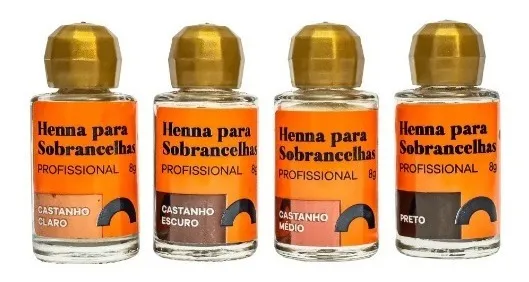 Henna para
Sobrancelhas
PROFISSIONAL 8g
CASTANHO
CLARO
Henna para
Sobrancelhas
PROFISSIONAL 8g
CASTANHO
ESCURO
Henna para
Sobrancelhas
PROFISSIONAL 8g
CASTANHO
MÉDIO
Henna para
Sobrancelhas
PROFISSIONAL 8g
PRETO